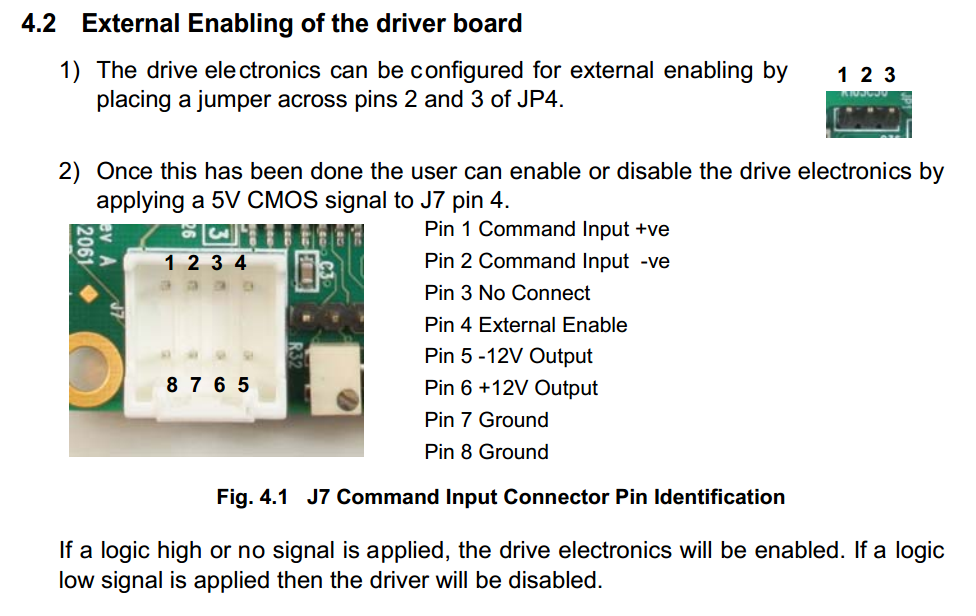 4.2 External Enabling of the driver board
1) The drive electronics can be configured for external enabling by
placing a jumper across pins 2 and 3 of JP4.
1 2 3
2) Once this has been done the user can enable or disable the drive electronics by
applying a 5V CMOS signal to J7 pin 4.
ev A
2061
26
3
1 2 3 4
C3
J7
R32
8 7 6 5
Pin 1 Command Input +ve
Pin 2 Command Input -ve
Pin 3 No Connect
Pin 4 External Enable
Pin 5 -12V Output
Pin 6 +12V Output
Pin 7 Ground
Pin 8 Ground
Fig. 4.1 J7 Command Input Connector Pin Identification
If a logic high or no signal is applied, the drive electronics will be enabled. If a logic
low signal is applied then the driver will be disabled.